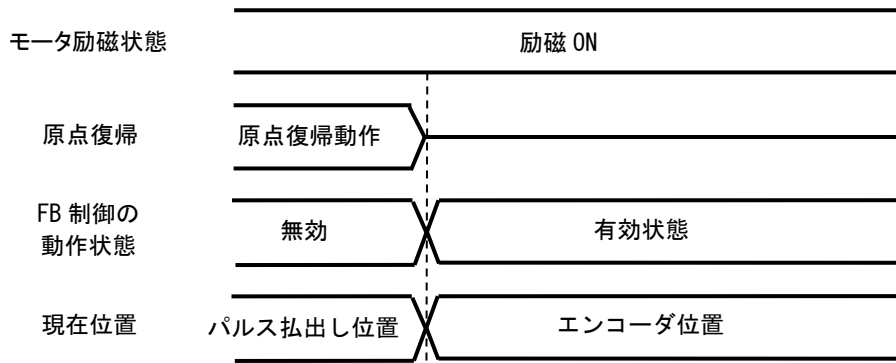 モータ励磁状態
励磁 ON
原点復帰
原点復帰動作
FB 制御の
動作状態
無効
有効状態
現在位置
パルス払出し位置
エンコーダ位置